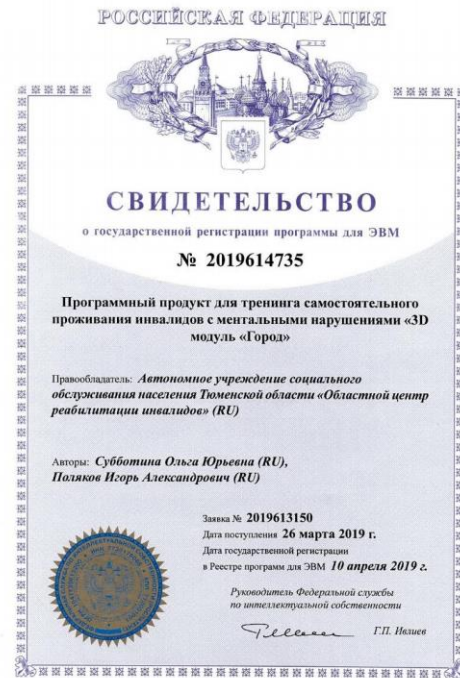 РОССИЙСКАЯ ФЕДЕРАЦИЯ
СВИДЕТЕЛЬСТВО
о государственной регистрации программы для ЭВМ
№ 2019614735
Программный продукт для тренинга самостоятельного
проживания инвалидов с ментальными нарушениями «3D
модуль «Город»
Правообладатель: Автономное учреждение социального
обслуживания населения Тюменской области «Областной центр
реабилитации инвалидов» (RU)
Авторы: Субботина Ольга Юрьевна (RU),
Поляков Игорь Александрович (RU)
Заявка № 2019613150
Дата поступления 26 марта 2019 г.
Дата государственной регистрации
в Реестре программ для ЭВМ 10 апреля 2019 г.
Руководитель Федеральной службы
по интеллектуальной собственности
Г.П. Ивлиев